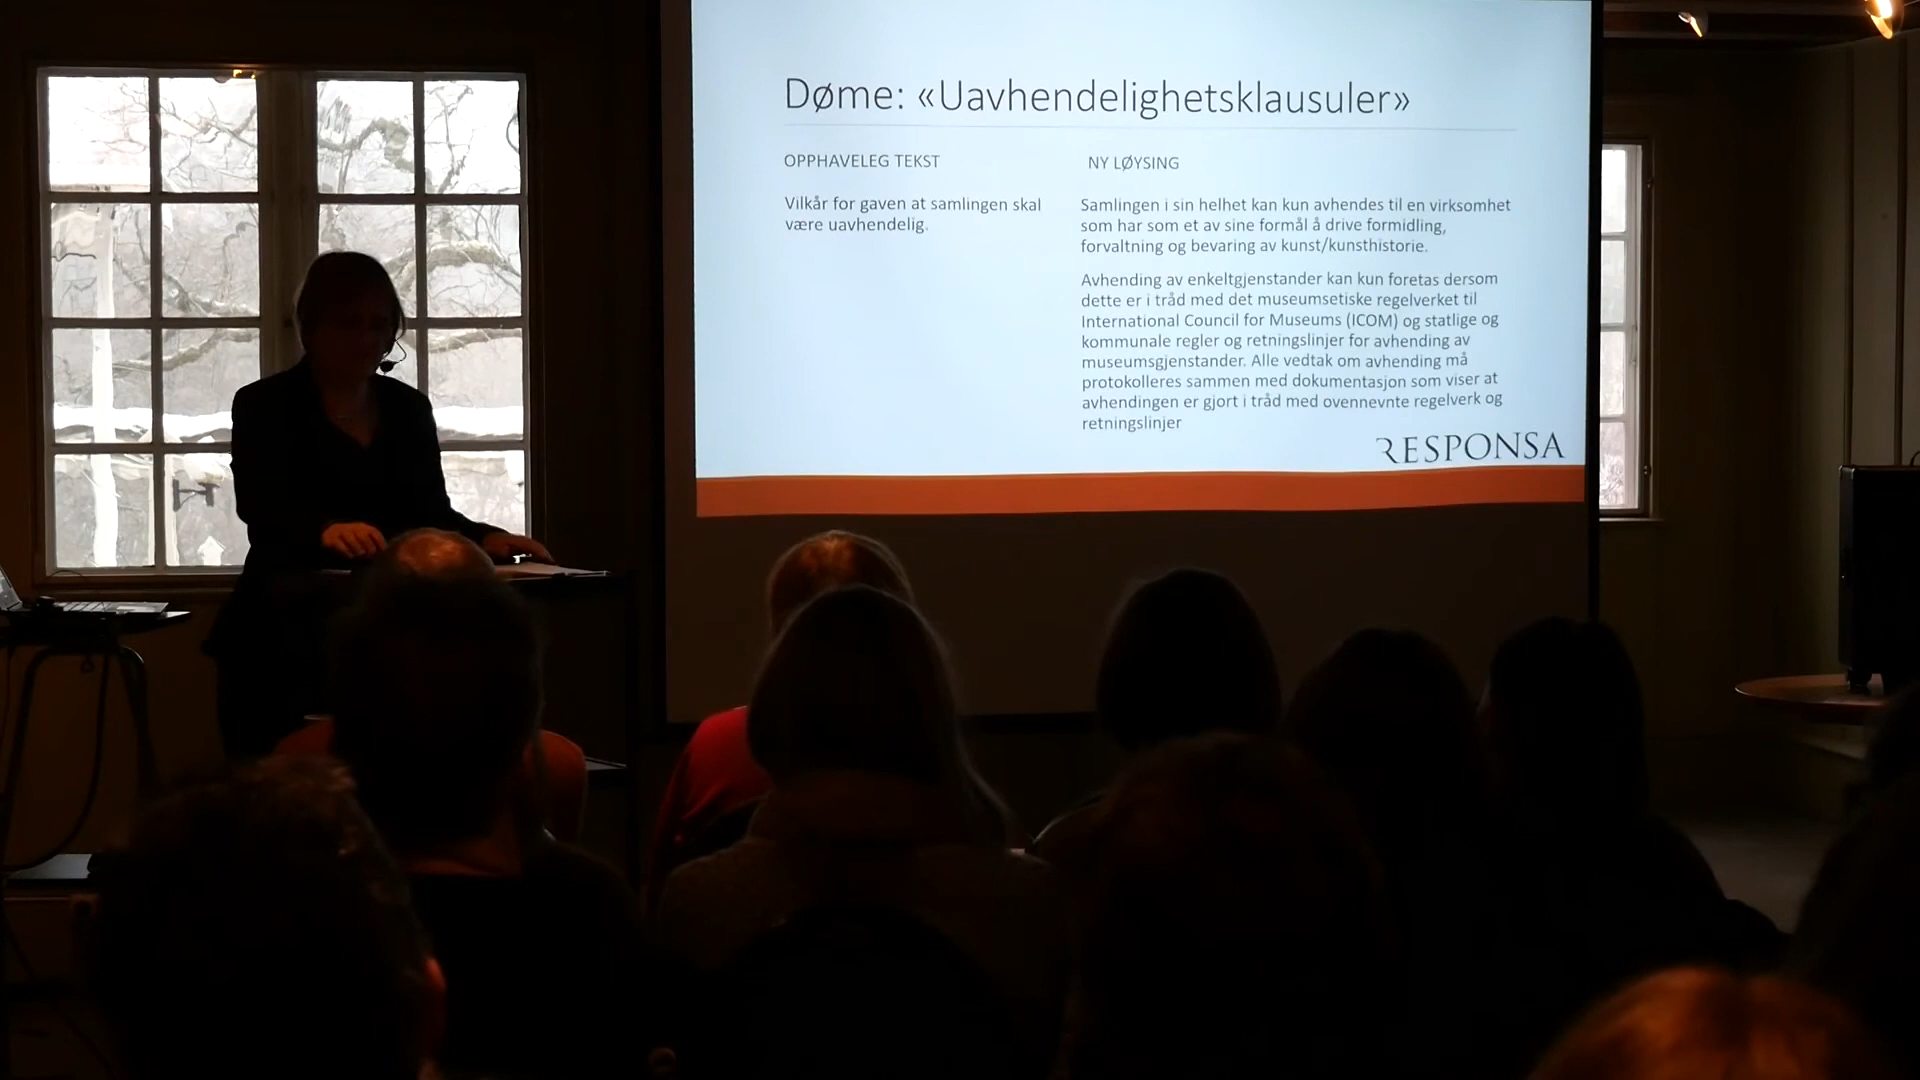 Døme: «Uavhendelighetsklausuler»
OPPHAVELEG TEKST
Vilkår for gaven at samlingen skal
være uavhendelig.
NY LØYSING
Samlingen i sin helhet kan kun avhendes til en virksomhet
som har som et av sine formål å drive formidling,
forvaltning og bevaring av kunst/kunsthistorie.
Avhending av enkeltgjenstander kan kun foretas dersom
dette er i tråd med det museumsetiske regelverket til
International Council for Museums (ICOM) og statlige og
kommunale regler og retningslinjer for avhending av
museumsgjenstander. Alle vedtak om avhending må
protokolleres sammen med dokumentasjon som viser at
avhendingen er gjort i tråd med ovennevnte regelverk og
retningslinjer
RESPONSA